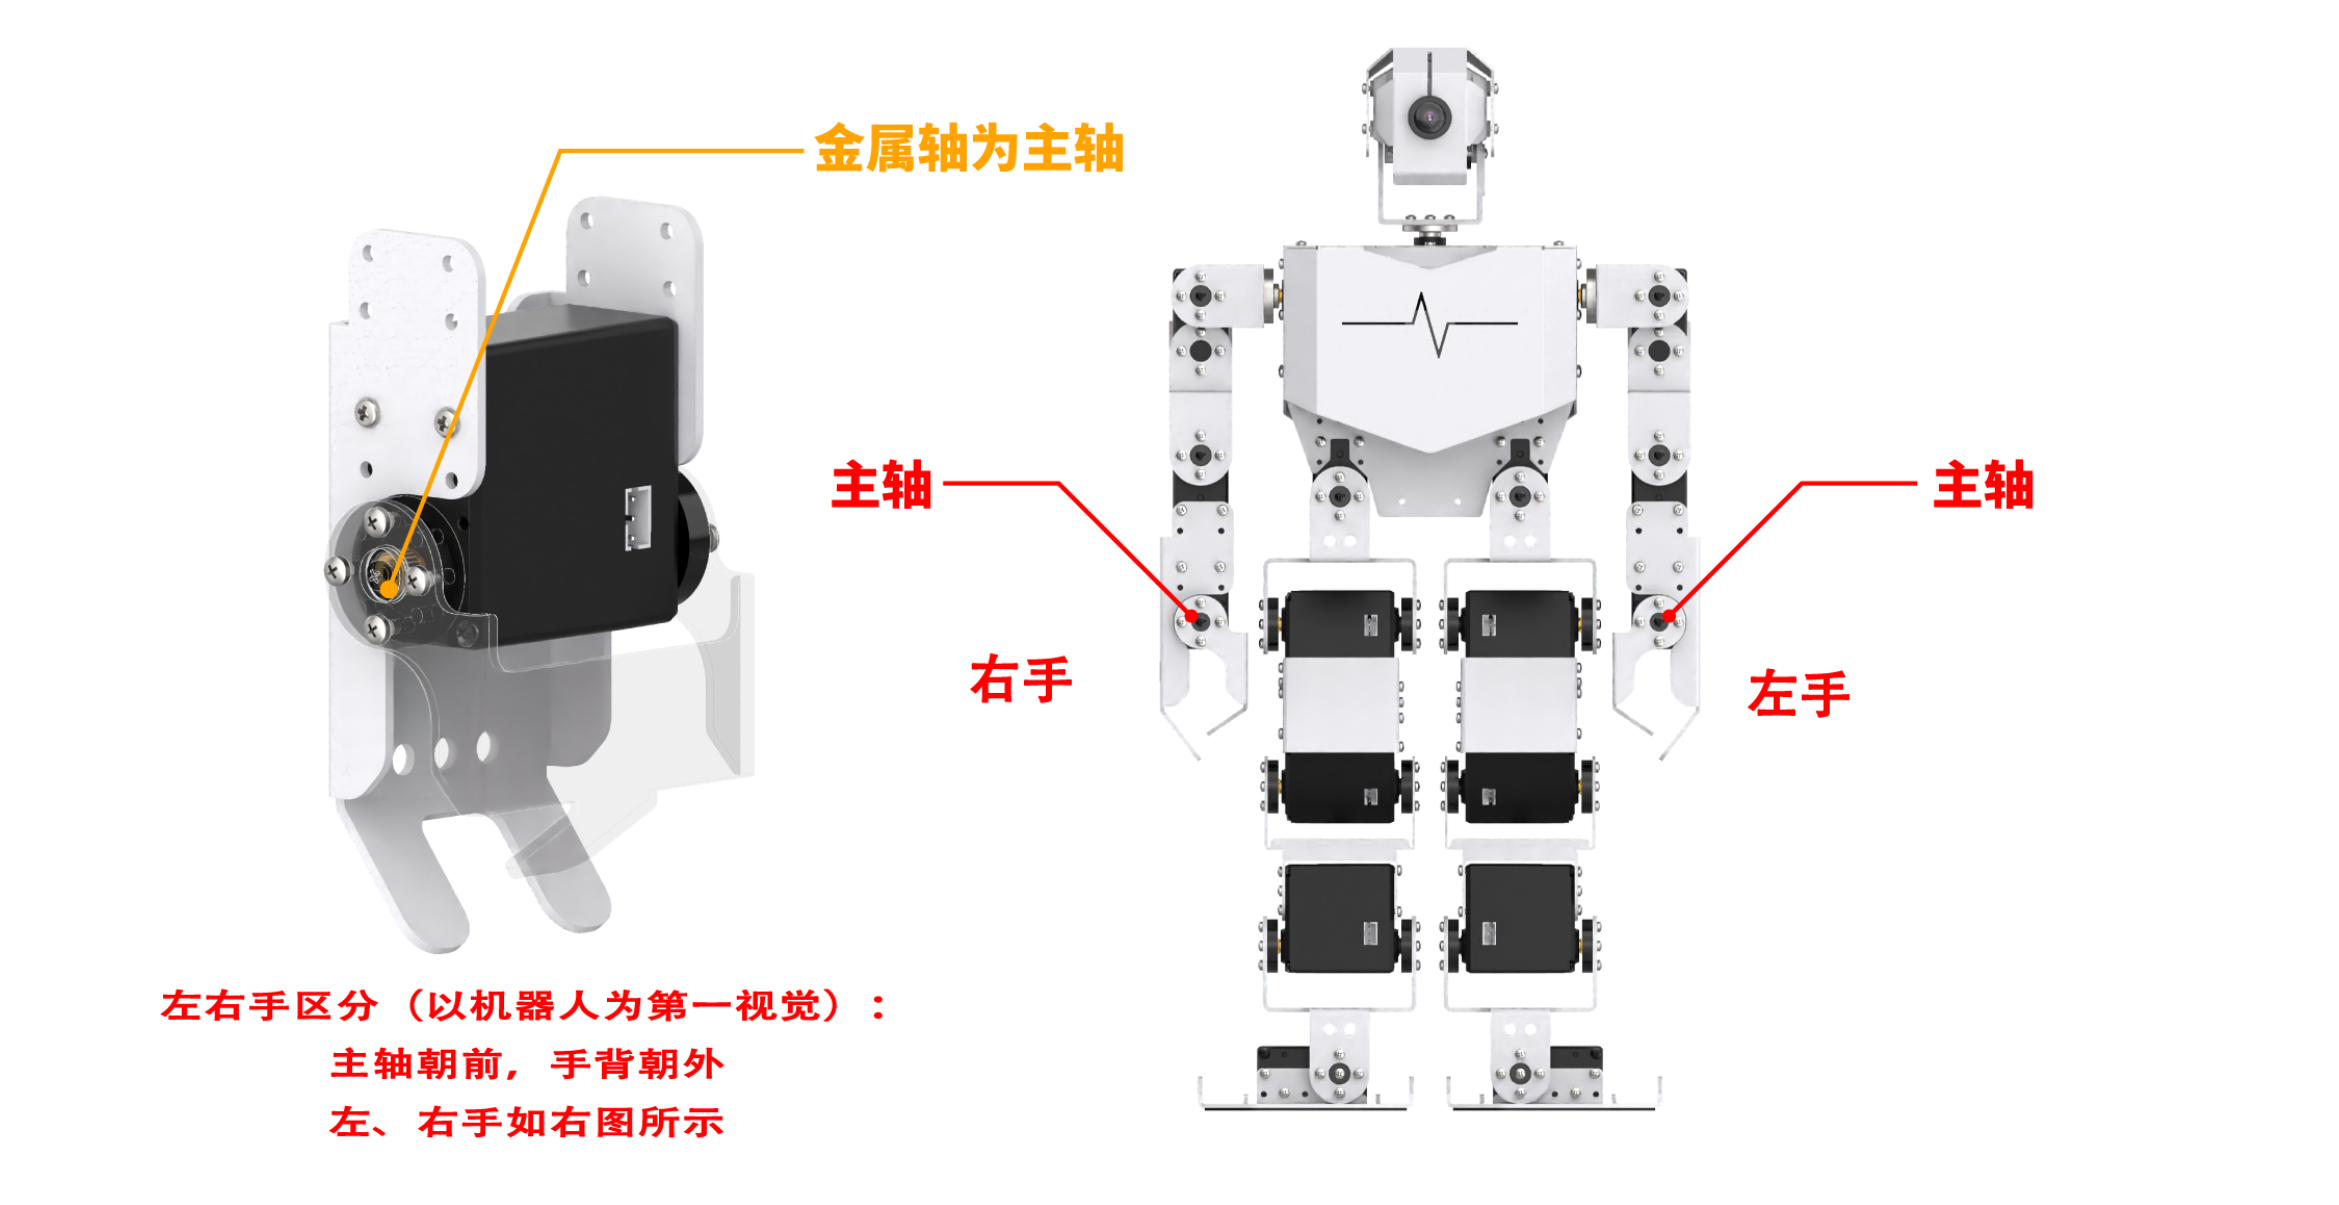 金属轴为主轴
主轴
主轴
右手
左手
左右手区分（以机器人为第一视觉）：
主轴朝前，手背朝外
左、右手如右图所示